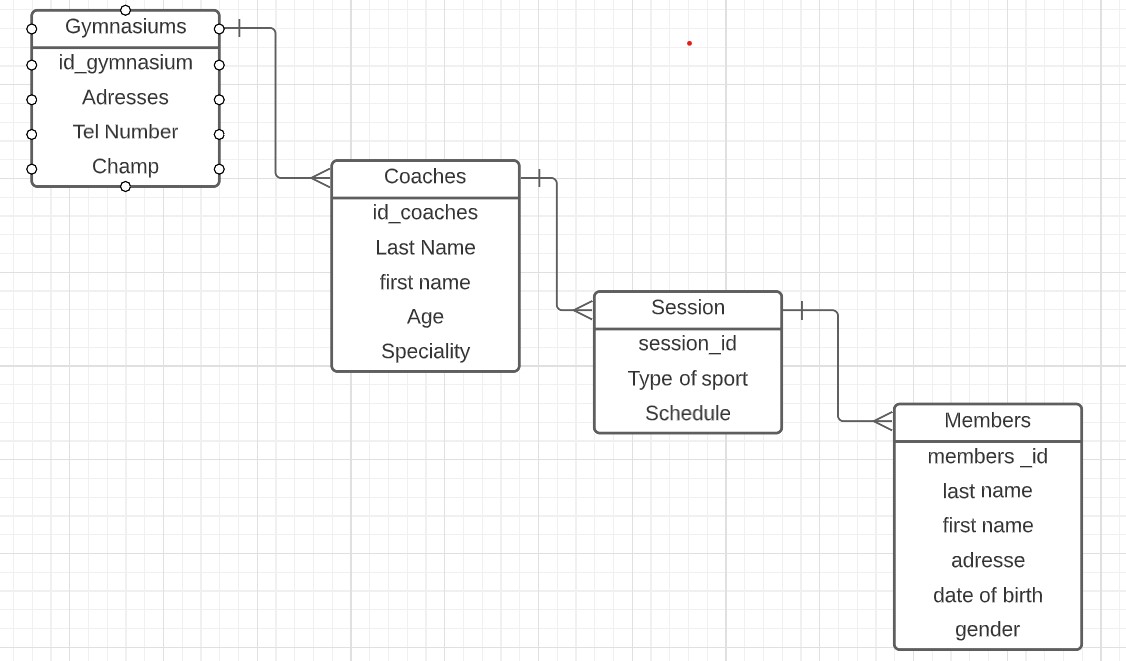 Gymnasiums
id_gymnasium
Adresses
Tel Number
Champ
Coaches
id_coaches
Last Name
first name
Age
Speciality
Session
session_id
Type of sport
Schedule
Members
members _id
last name
first name
adresse
date of birth
gender